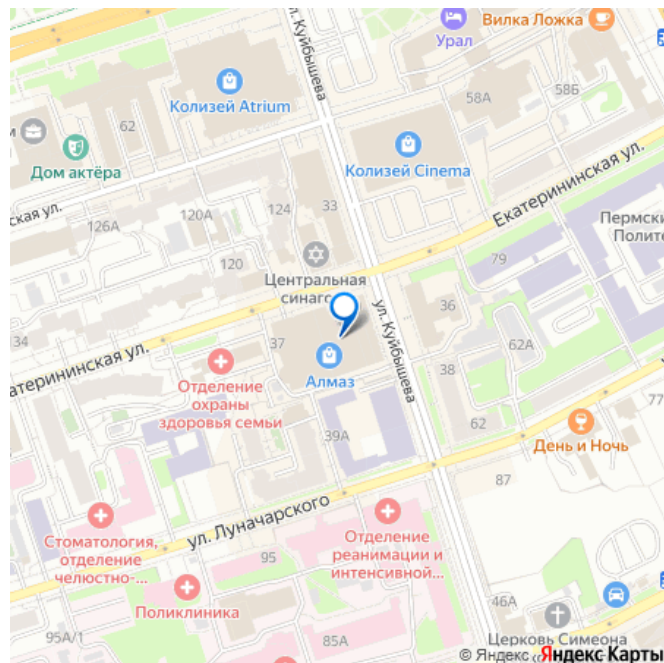 Вилка Ложка
Урал
ул. Куйбышева
Колизей Atrium
58А
58Б
62
Дом актёра
Колизей Cinema
Екатерининская ул.
ская ул.
126А
120А
124
33
Пермски
Полите
120
Центральная
синаго
79
ул. Куйбышева
36
34
37
62А
атерининская ул.
Алмаз
38
Отделение
охраны
здоровья семьи
39А
62
77
День и Ночь
87
ул. Луначарского
Стоматология,
отделение
челюстно-...
95
Отделение
реанимации и
интенсивной...
Поликлиника
46А
95А/1
85А
Церковь Симеона
© Яндекс
Яндекс Карты